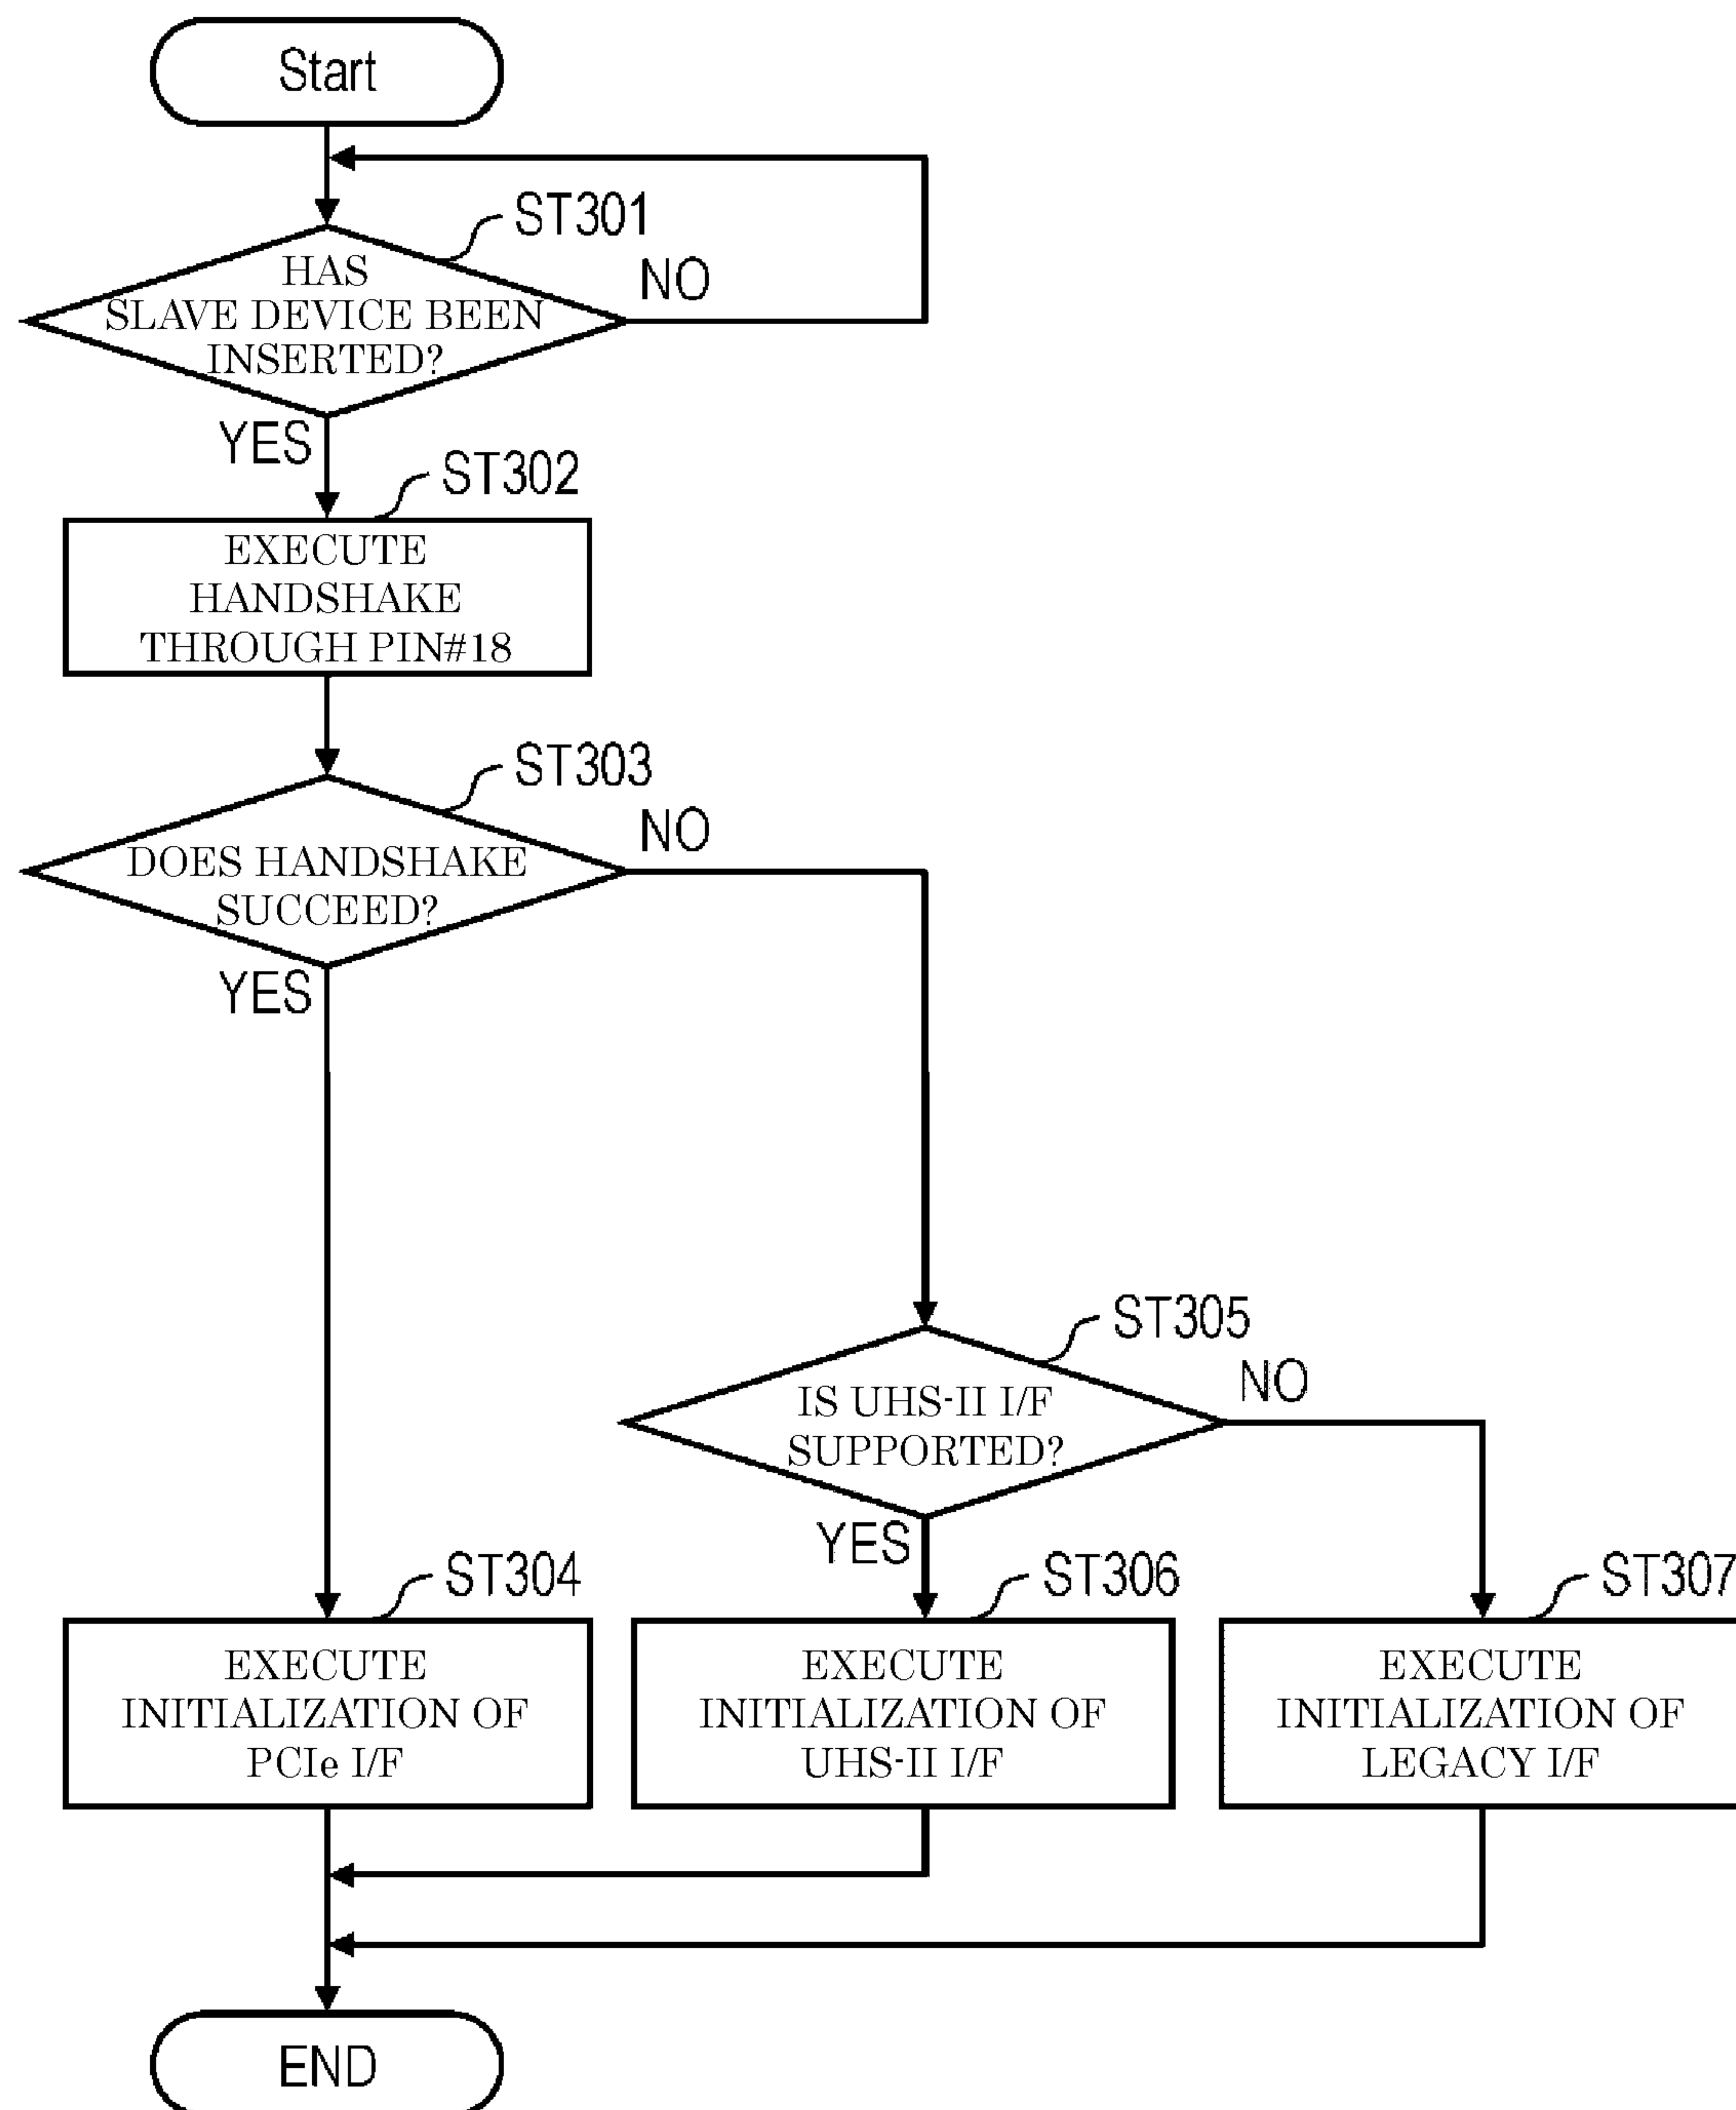 Start
ST301
HAS
SLAVE DEVICE BEEN
INSERTED?
NO
YES
ST302
EXECUTE
HANDSHAKE
THROUGH PIN#18
ST303
DOES HANDSHAKE
SUCCEED?
NO
YES
ST305
IS UHS-II I/F
SUPPORTED?
NO
YES
ST304
EXECUTE
INITIALIZATION OF
PCIe I/F
ST306
EXECUTE
INITIALIZATION OF
UHS-II I/F
ST307
EXECUTE
INITIALIZATION OF
LEGACY I/F
END